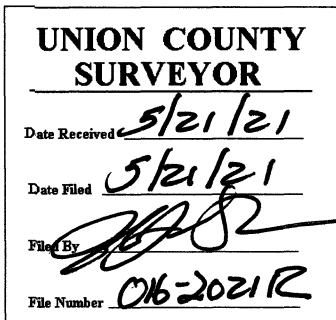 UNION COUNTY
SURVEYOR
Date Received 5/21/21
Date Filed 5/21/21
Filed By
File Number 016-2021R